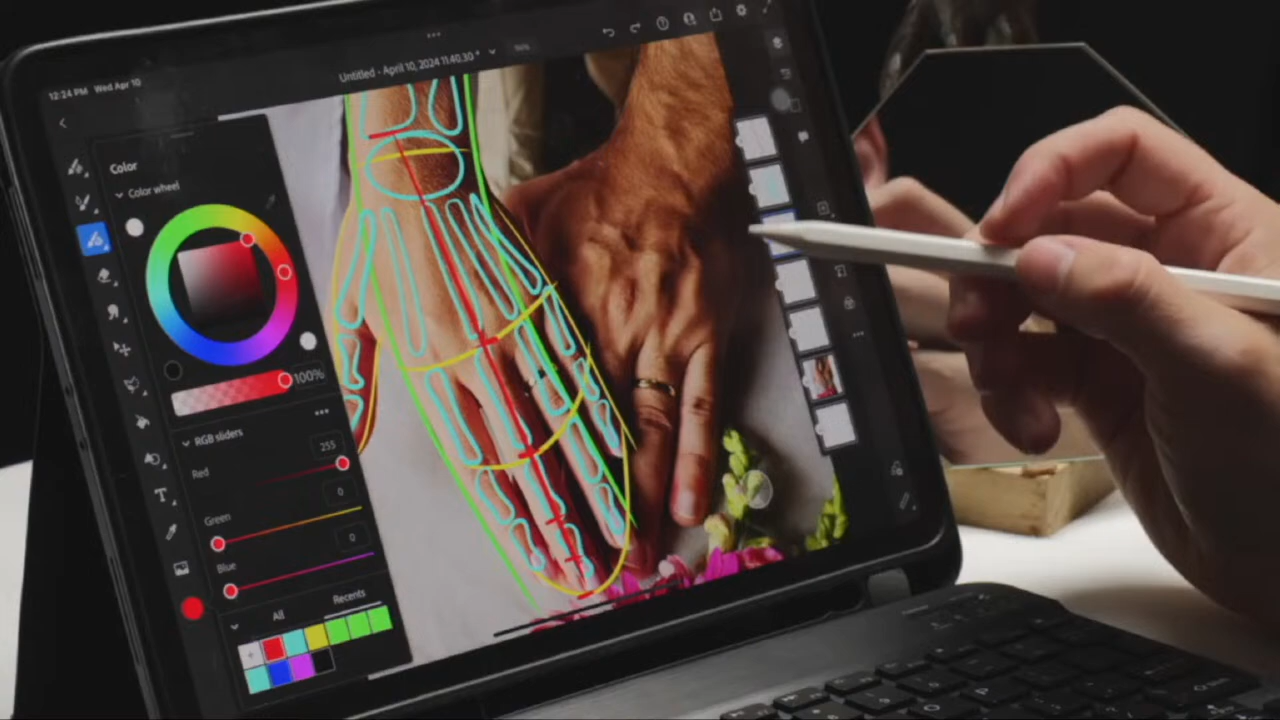 12:24 PM Wed Apr 10
Untitled - April 10, 2024 11.40.30 *
Color
Color wheel
100%
RGB sliders
Red
255
Green
0
Blue
0
All
Recents
T